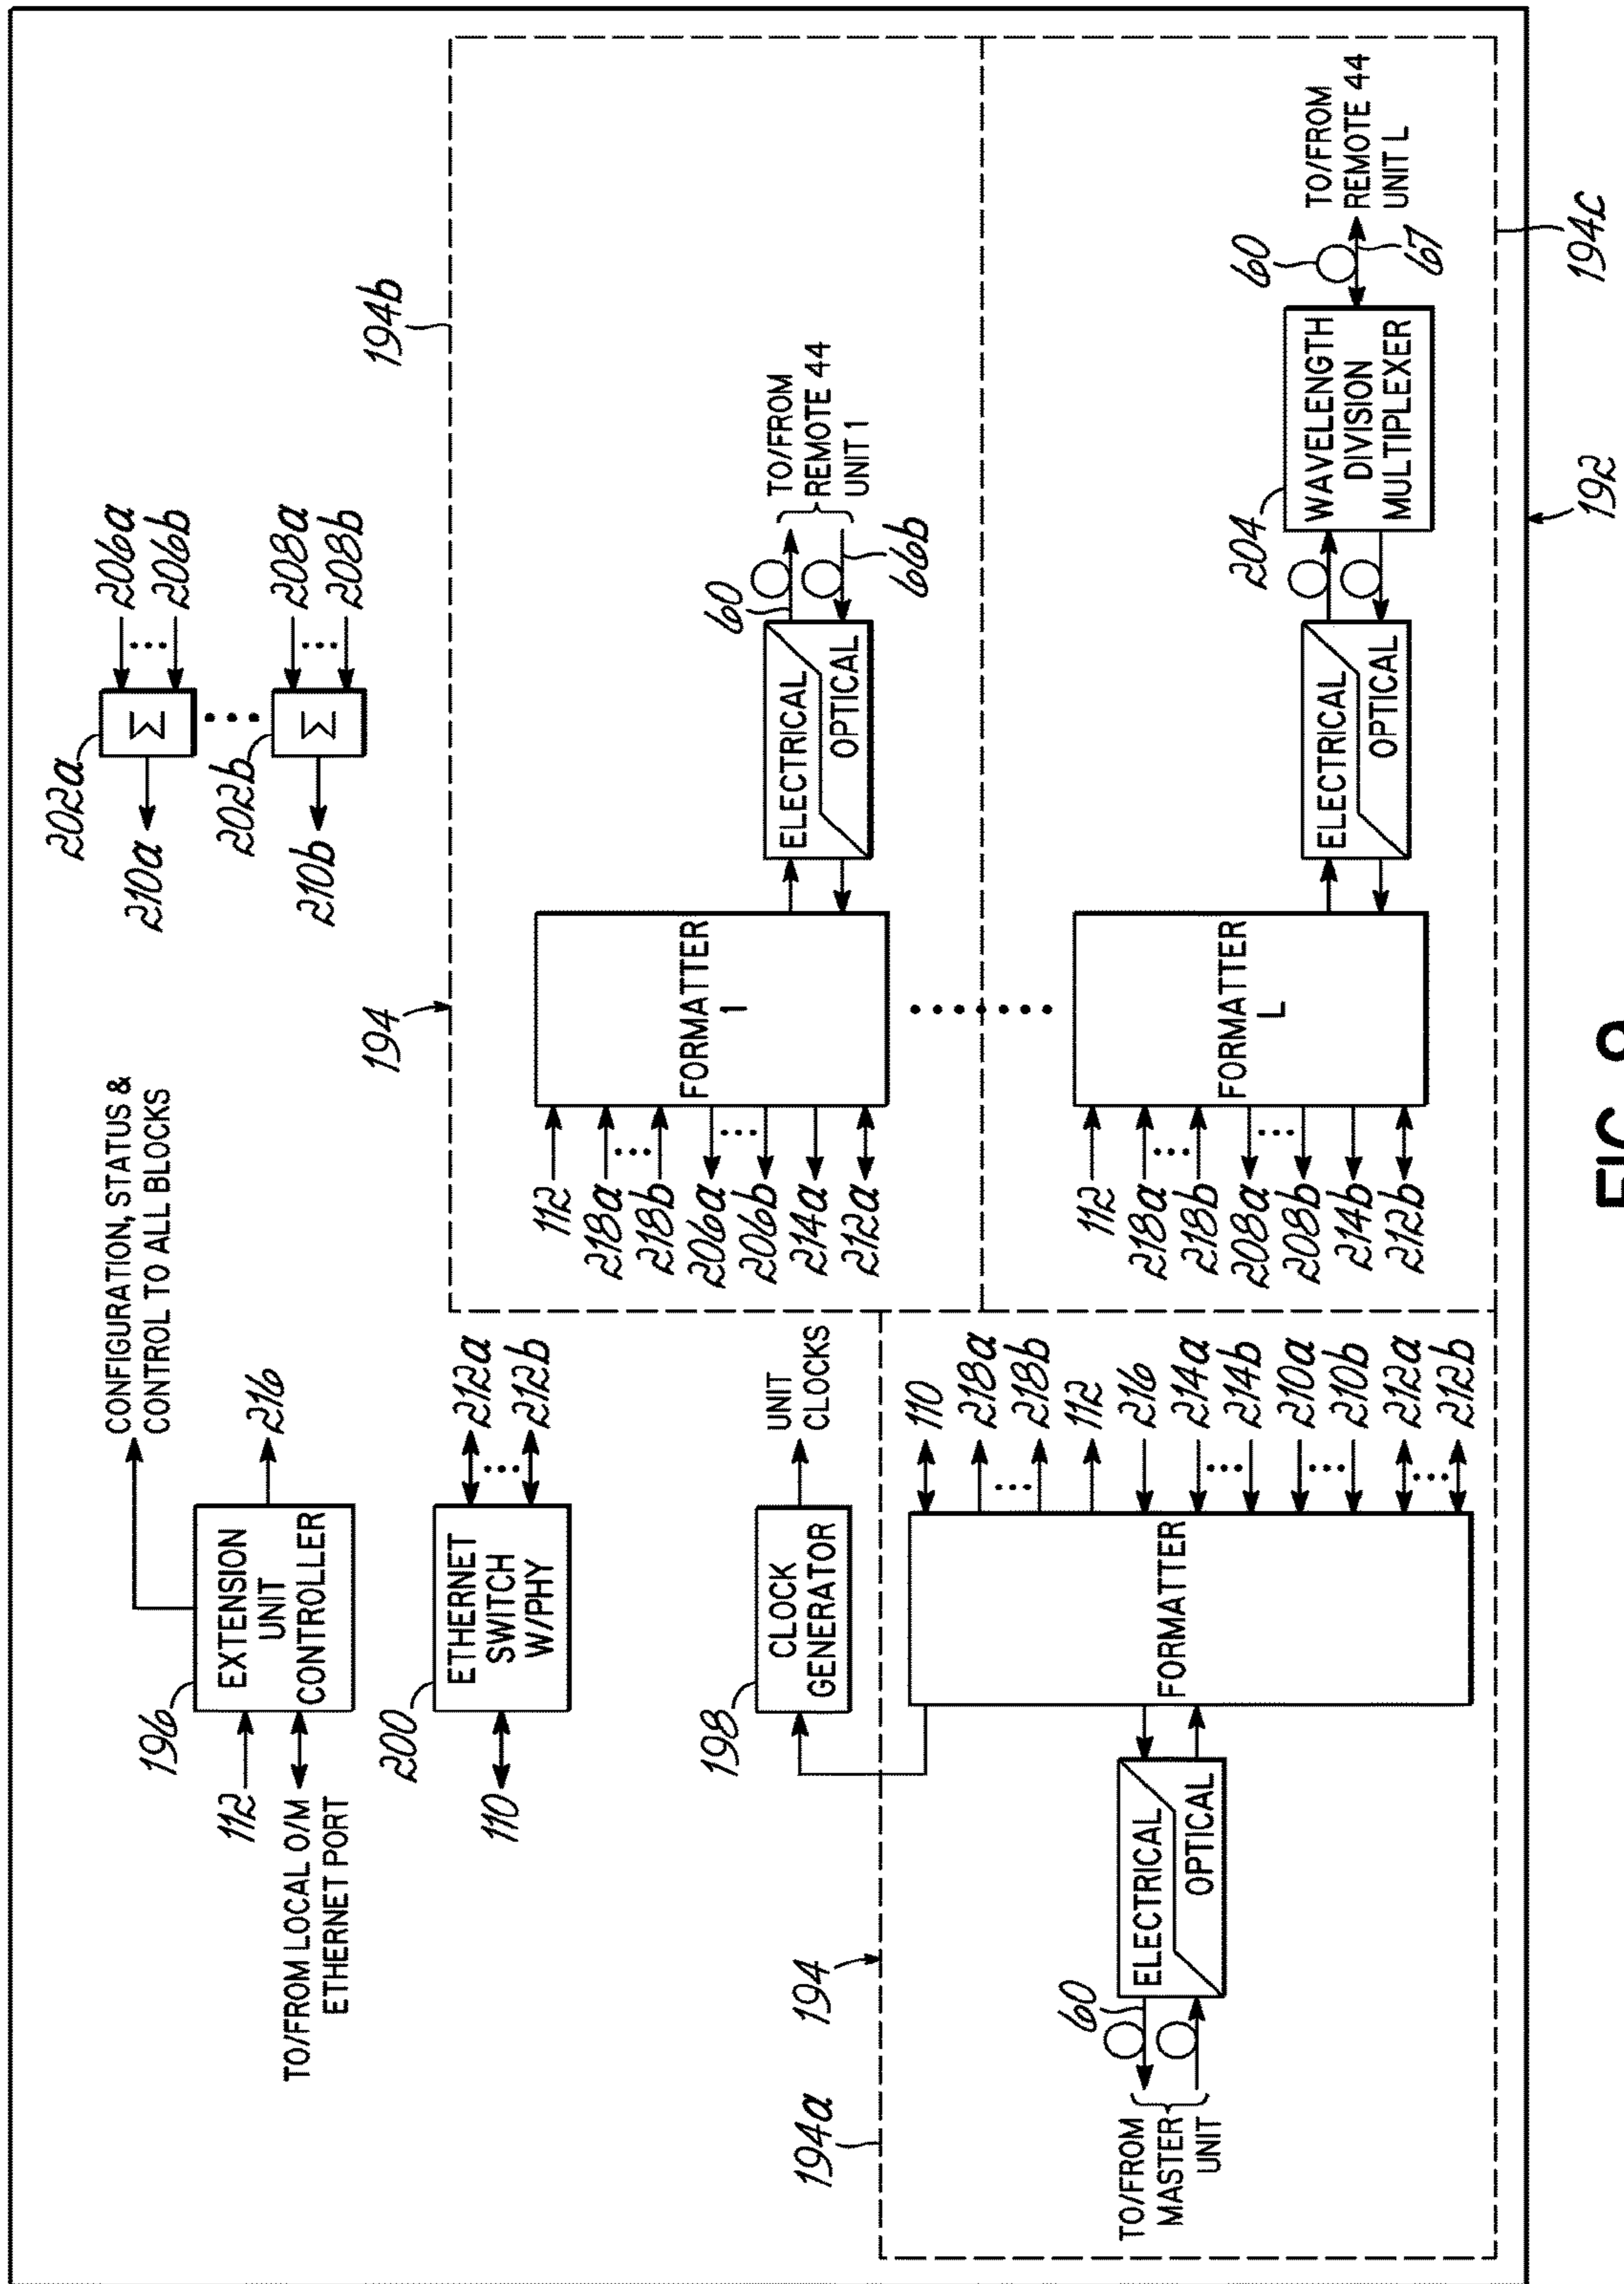 CONFIGURATION, STATUS &
CONTROL TO ALL BLOCKS
196
112
TO/FROM LOCAL O/M
ETHERNET PORT
EXTENSION
UNIT
CONTROLLER
216
202a
Σ
206a
206b
210a
202b
Σ
208a
208b
210b
200
110
ETHERNET
SWITCH
W/PHY
212a
212b
198
CLOCK
GENERATOR
UNIT
CLOCKS
194
194b
112
218a
218b
206a
206b
214a
212a
FORMATTER
1
ELECTRICAL
OPTICAL
60
66b
TO/FROM
REMOTE 44
UNIT 1
194a
194
TO/FROM
MASTER
UNIT
60
ELECTRICAL
OPTICAL
FORMATTER
110
218a
218b
112
216
214a
214b
210a
210b
212a
212b
112
218a
218b
208a
208b
214b
212b
FORMATTER
L
ELECTRICAL
OPTICAL
204
WAVELENGTH
DIVISION
MULTIPLEXER
60
67
TO/FROM
REMOTE 44
UNIT L
192
194c
FIG.